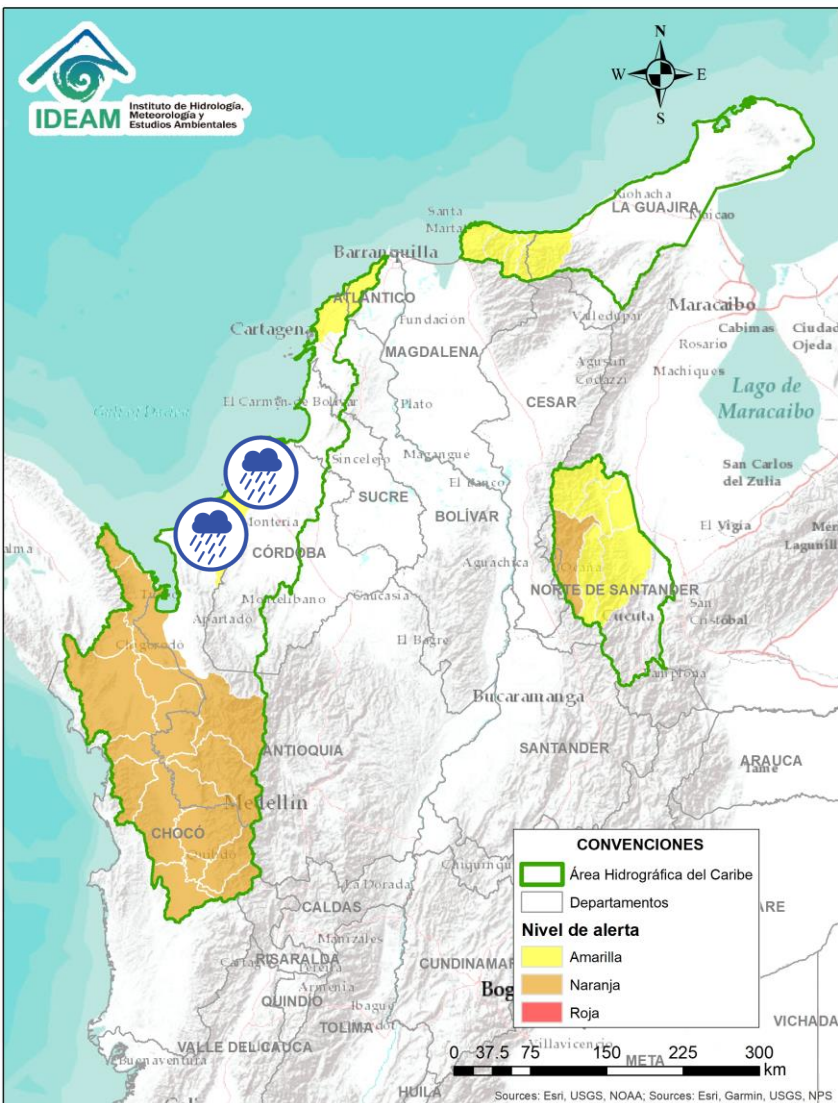 IDEAM
Instituto de Hidrología,
Meteorología y
Estudios Ambientales
N
W
E
S
Riohacha
LA GUAJIRA
Maicao
Santa
Marta
Barranquilla
ATLÁNTICO
Cartagena
Fundación
Valledupar
Maracaibo
Cabimas
Ciudad
Ojeda
Rosario
Machiques
MAGDALENA
Agustín
Codazzi
Lago de
Maracaibo
El Carmen de Bolívar
Plato
CESAR
Sincelejo
Magangué
San Carlos
del Zulia
El Banco
SUCRE
BOLÍVAR
Montería
El Vigía
CÓRDOBA
Aguachica
Ocaña
NORTE DE SANTANDER
Montelíbano
Caucasia
Apartadó
San
Cristóbal
Cúcuta
El Bagre
Chigorodó
Pamplona
Bucaramanga
ANTIOQUIA
SANTANDER
ARAUCA
Tame
Medellín
CHOCÓ
Quibdó
La Dorada
CALDAS
Manizales
RISARALDA
Pereira
Armenia
QUINDÍO
Ibagué
TOLIMA
CUNDINAMAR
Bog
VICHADA
VALLE DEL CAUCA
Villavicencio
META
Buenaventura
HUILA
CONVENCIONES
Área Hidrográfica del Caribe
Departamentos
Nivel de alerta
Amarilla
Naranja
Roja
0 37.5 75 150 225 300
km
Sources: Esri, USGS, NOAA; Sources: Esri, Garmin, USGS, NPS